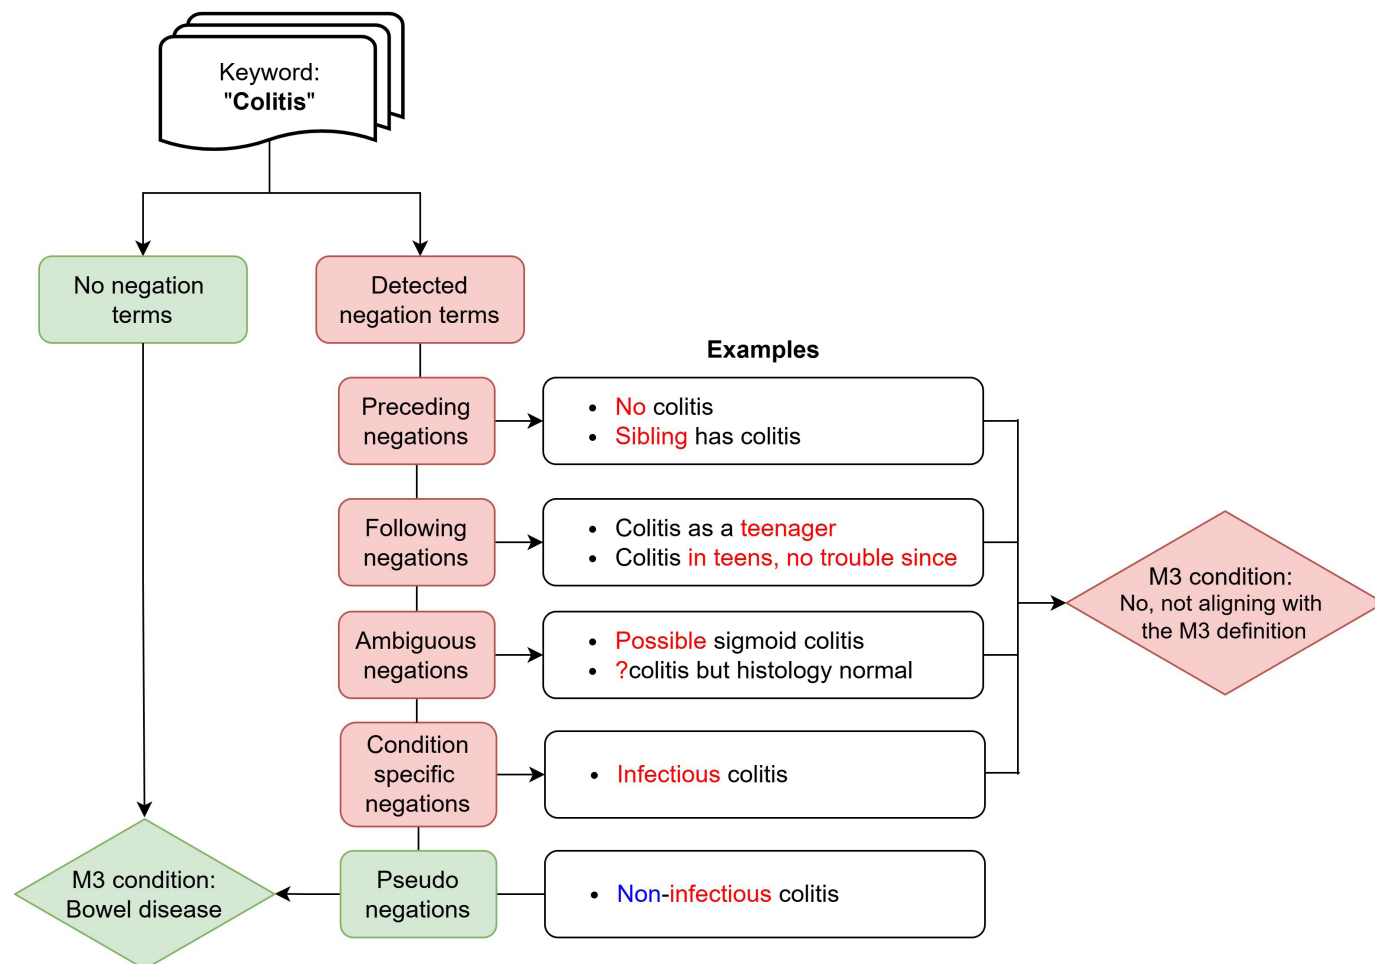 Keyword:
"Colitis"
No negation
terms
Detected
negation terms
Examples
Preceding
negations
• No colitis
• Sibling has colitis
Following
negations
• Colitis as a teenager
• Colitis in teens, no trouble since
Ambiguous
negations
• Possible sigmoid colitis
• ?colitis but histology normal
Condition
specific
negations
• Infectious colitis
Pseudo
negations
• Non-infectious colitis
M3 condition:
Bowel disease
M3 condition:
No, not aligning with
the M3 definition